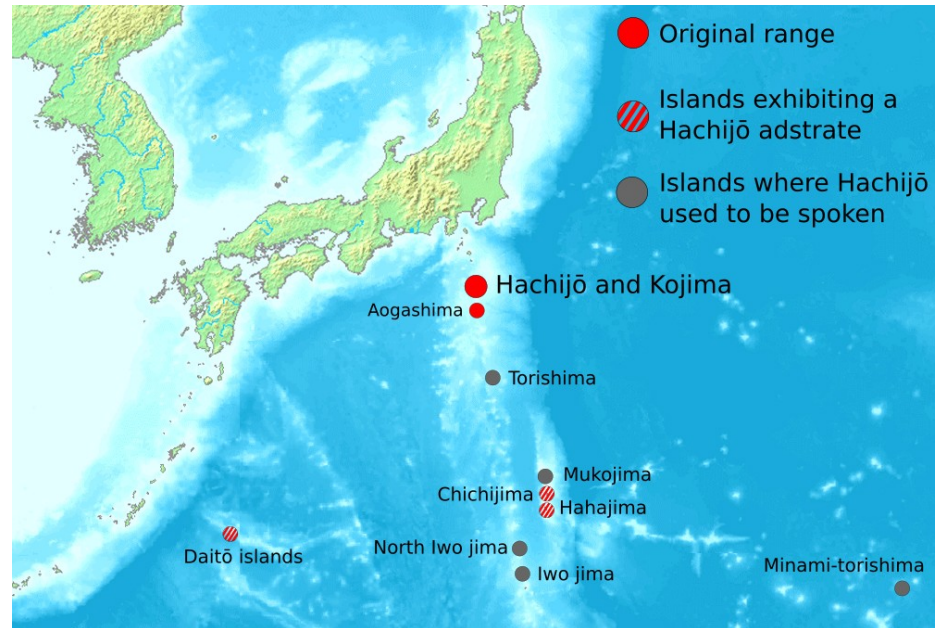 Original range
Islands exhibiting a
Hachijō adstrate
Islands where Hachijō
used to be spoken
Hachijō and Kojima
Aogashima
Torishima
Mukojima
Chichijima
Hahajima
Daitō islands
North Iwo jima
Iwo jima
Minami-torishima